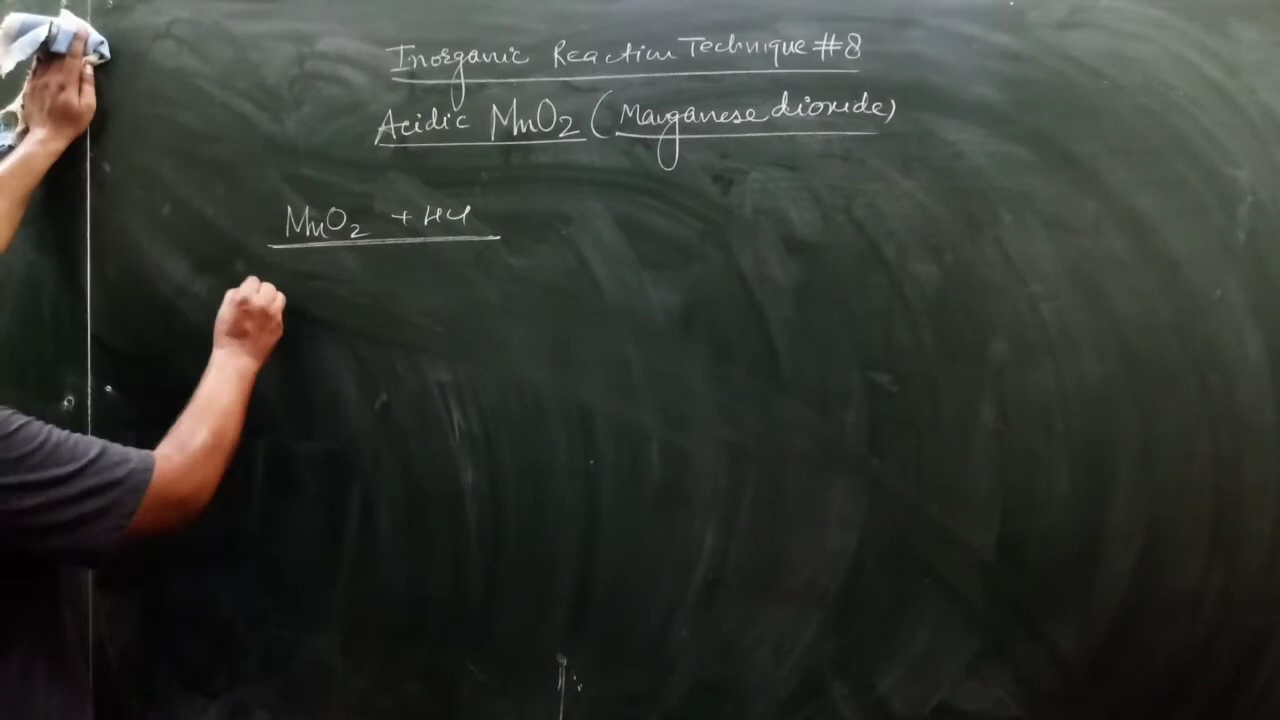 Inorganic Reaction Technique #8
Acidic MnO2 (Manganese dioxide)
MnO2 + HCl